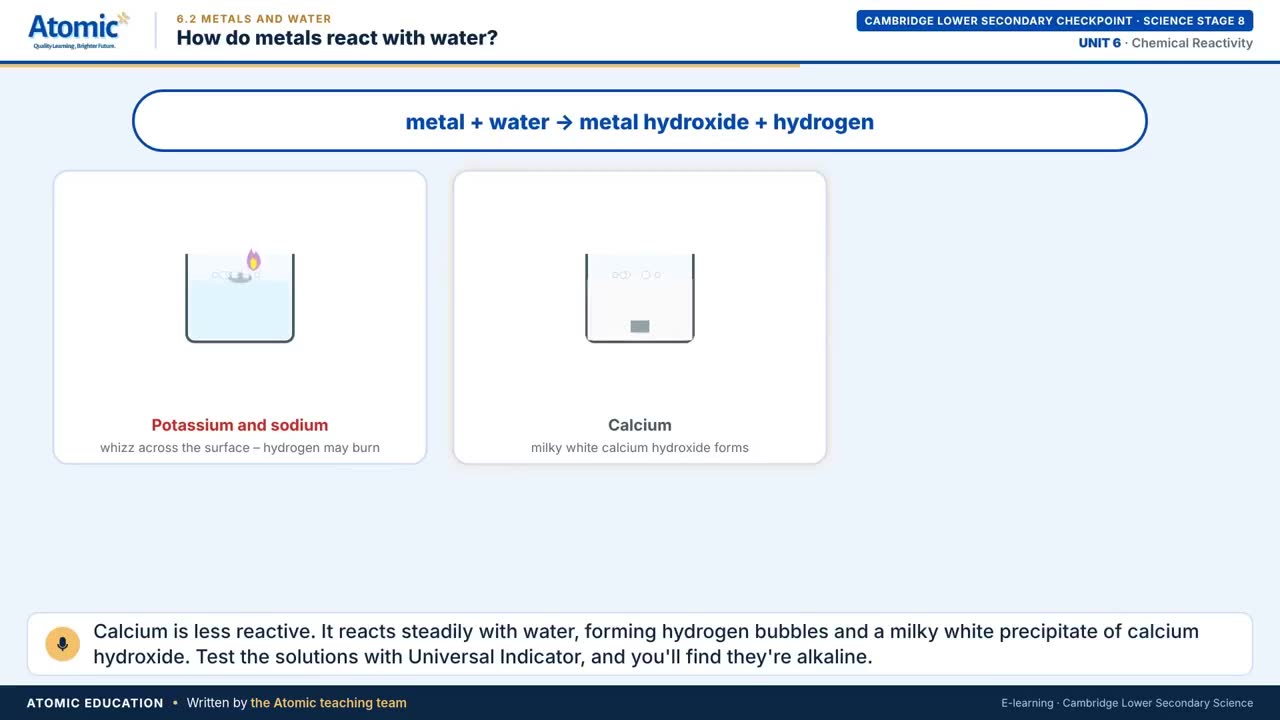 Atomic
Quality Learning, Brighter Future.
6.2 METALS AND WATER
How do metals react with water?
CAMBRIDGE LOWER SECONDARY CHECKPOINT · SCIENCE STAGE 8
UNIT 6 · Chemical Reactivity
metal + water → metal hydroxide + hydrogen
Potassium and sodium
whizz across the surface – hydrogen may burn
Calcium
milky white calcium hydroxide forms
Calcium is less reactive. It reacts steadily with water, forming hydrogen bubbles and a milky white precipitate of calcium
hydroxide. Test the solutions with Universal Indicator, and you'll find they're alkaline.
ATOMIC EDUCATION • Written by the Atomic teaching team
E-learning · Cambridge Lower Secondary Science